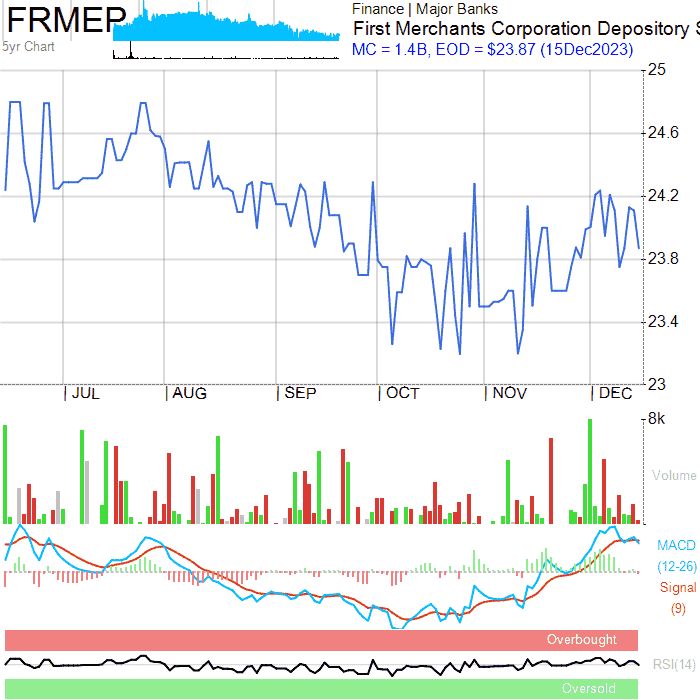 FRMEP
5yr Chart
Finance | Major Banks
First Merchants Corporation Depository S
MC = 1.4B, EOD = $23.87 (15Dec2023)
25
24.6
24.2
23.8
23.4
23
JUL AUG SEP OCT NOV DEC
8k
Volume
MACD
(12-26)
Signal
(9)
Overbought
RSI(14)
Oversold